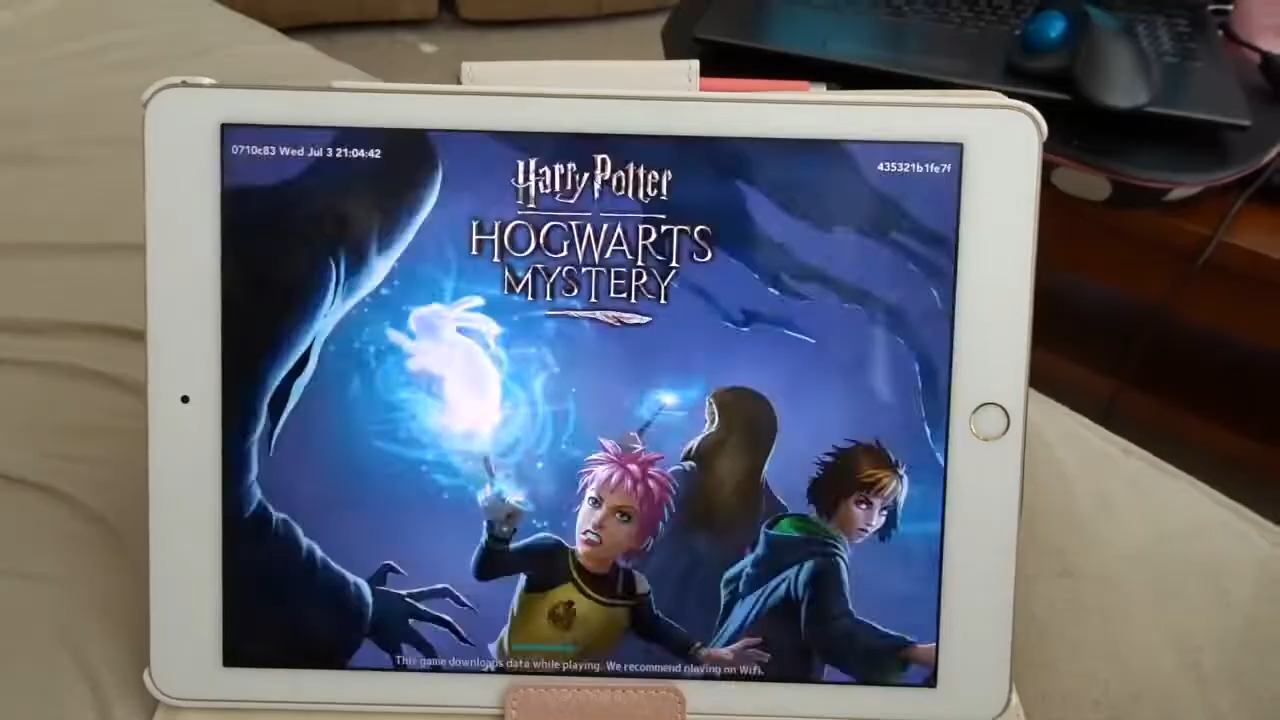 0710c83 Wed Jul 3 21:04:42
435321b1fe7f
Harry Potter
HOGWARTS
MYSTERY
This game downloads data while playing. We recommend playing on Wifi.